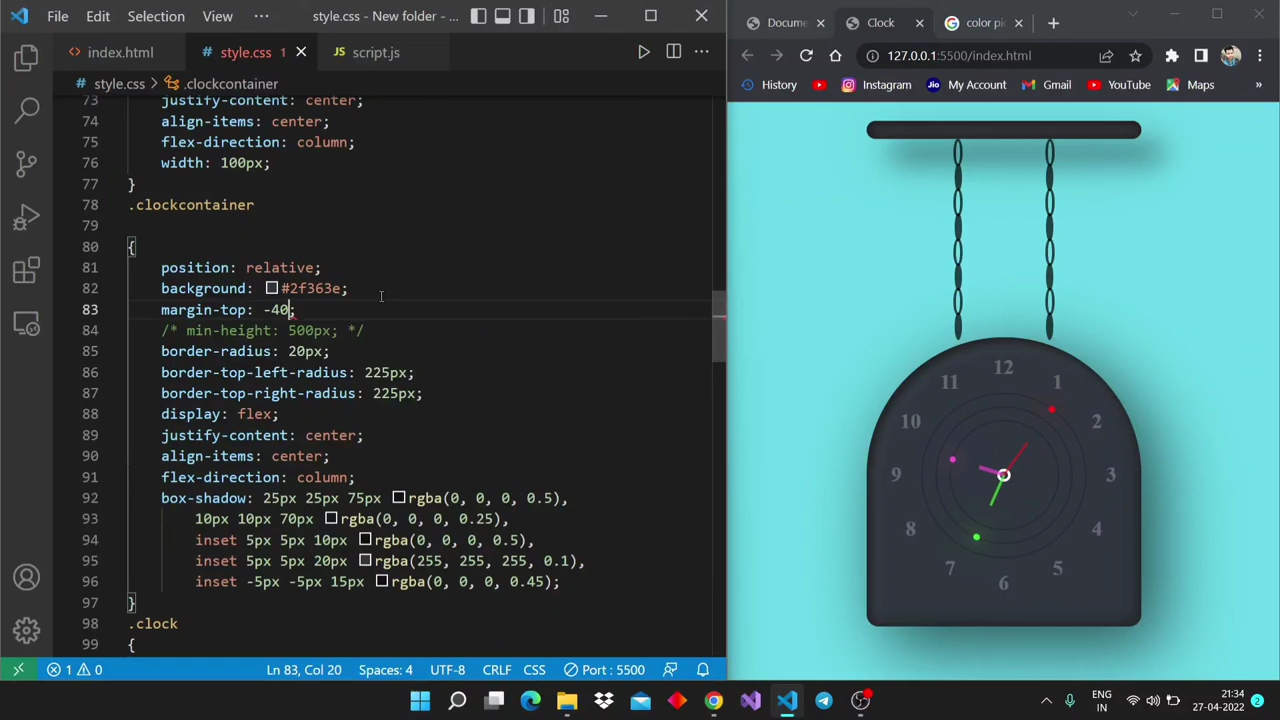 File Edit Selection View ··· style.css - New folder - ...
index.html # style.css 1 JS script.js
# style.css > .clockcontainer
73 justify-content: center;
74 align-items: center;
75 flex-direction: column;
76 width: 100px;
77 }
78 .clockcontainer
79
80 {
81 position: relative;
82 background: #2f363e;
83 margin-top: -40;
84 /* min-height: 500px; */
85 border-radius: 20px;
86 border-top-left-radius: 225px;
87 border-top-right-radius: 225px;
88 display: flex;
89 justify-content: center;
90 align-items: center;
91 flex-direction: column;
92 box-shadow: 25px 25px 75px rgba(0, 0, 0, 0.5),
93 10px 10px 70px rgba(0, 0, 0, 0.25),
94 inset 5px 5px 10px rgba(0, 0, 0, 0.5),
95 inset 5px 5px 20px rgba(255, 255, 255, 0.1),
96 inset -5px -5px 15px rgba(0, 0, 0, 0.45);
97 }
98 .clock
99 {
1 0 Ln 83, Col 20 Spaces: 4 UTF-8 CRLF CSS Port : 5500
Docume Clock color pic
127.0.0.1:5500/index.html
History Instagram Jio My Account Gmail YouTube Maps »
12
11 1
10 2
9 3
8 4
7 5
6
ENG
IN
21:34
27-04-2022
2